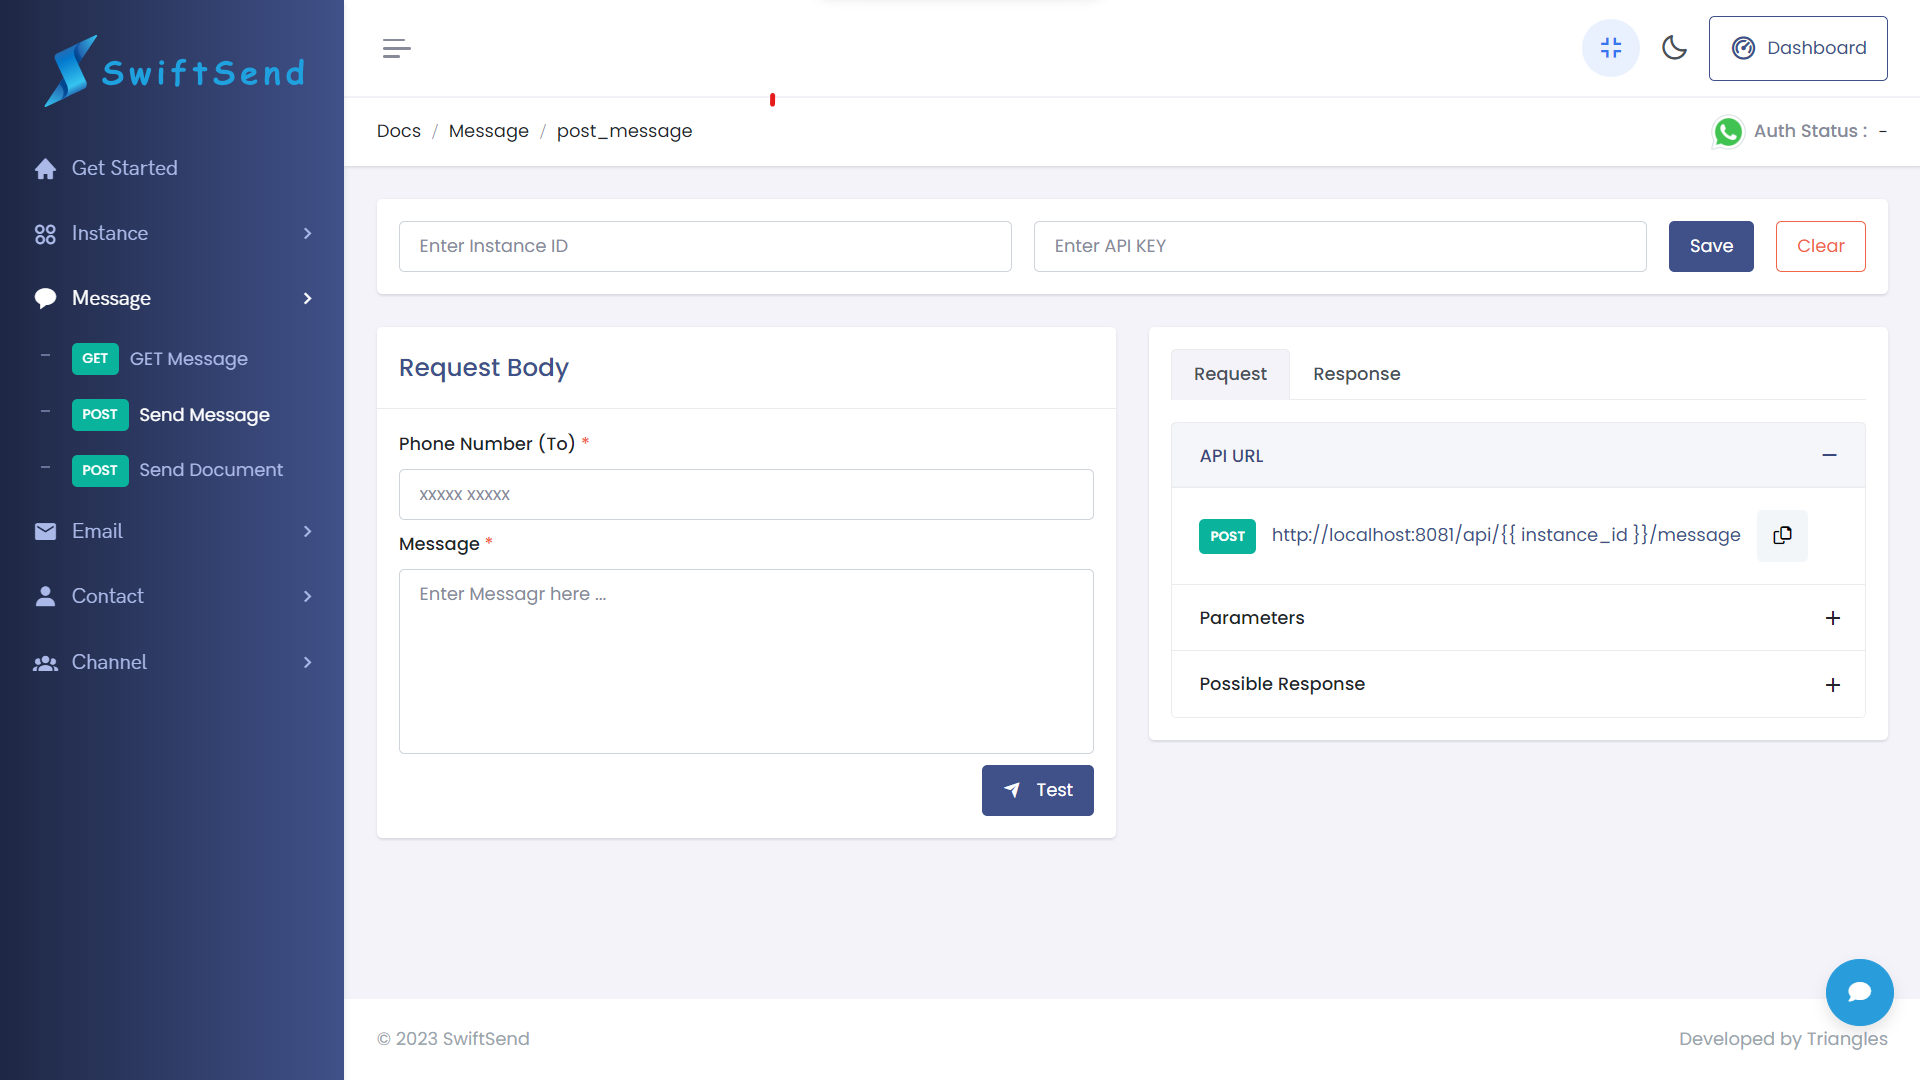 SwiftSend
Dashboard
Docs / Message / post_message
Auth Status : -
Get Started
Instance
Message
GET GET Message
POST Send Message
POST Send Document
Email
Contact
Channel
Enter Instance ID
Enter API KEY
Save
Clear
Request Body
Phone Number (To) *
xxxxx xxxxx
Message *
Enter Messagr here ...
Test
Request
Response
API URL
POST http://localhost:8081/api/{{ instance_id }}/message
Parameters
Possible Response
© 2023 SwiftSend
Developed by Triangles